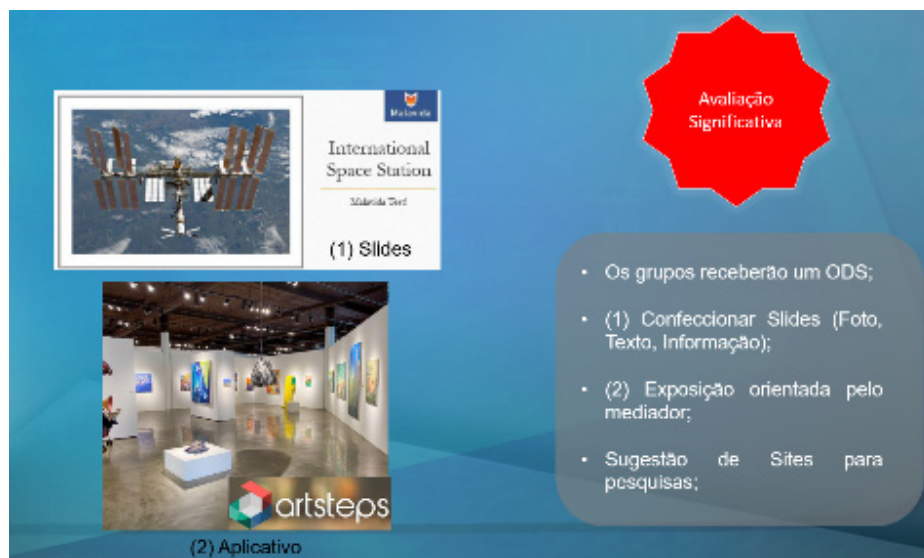 Avaliação
Significativa
Malavida
International
Space Station
(1) Slides
Os grupos receberão um ODS;
(1) Confeccionar Slides (Foto,
Texto, Informação);
(2) Exposição orientada pelo
mediador;
Sugestão de Sites para
pesquisas;
artsteps
(2) Aplicativo